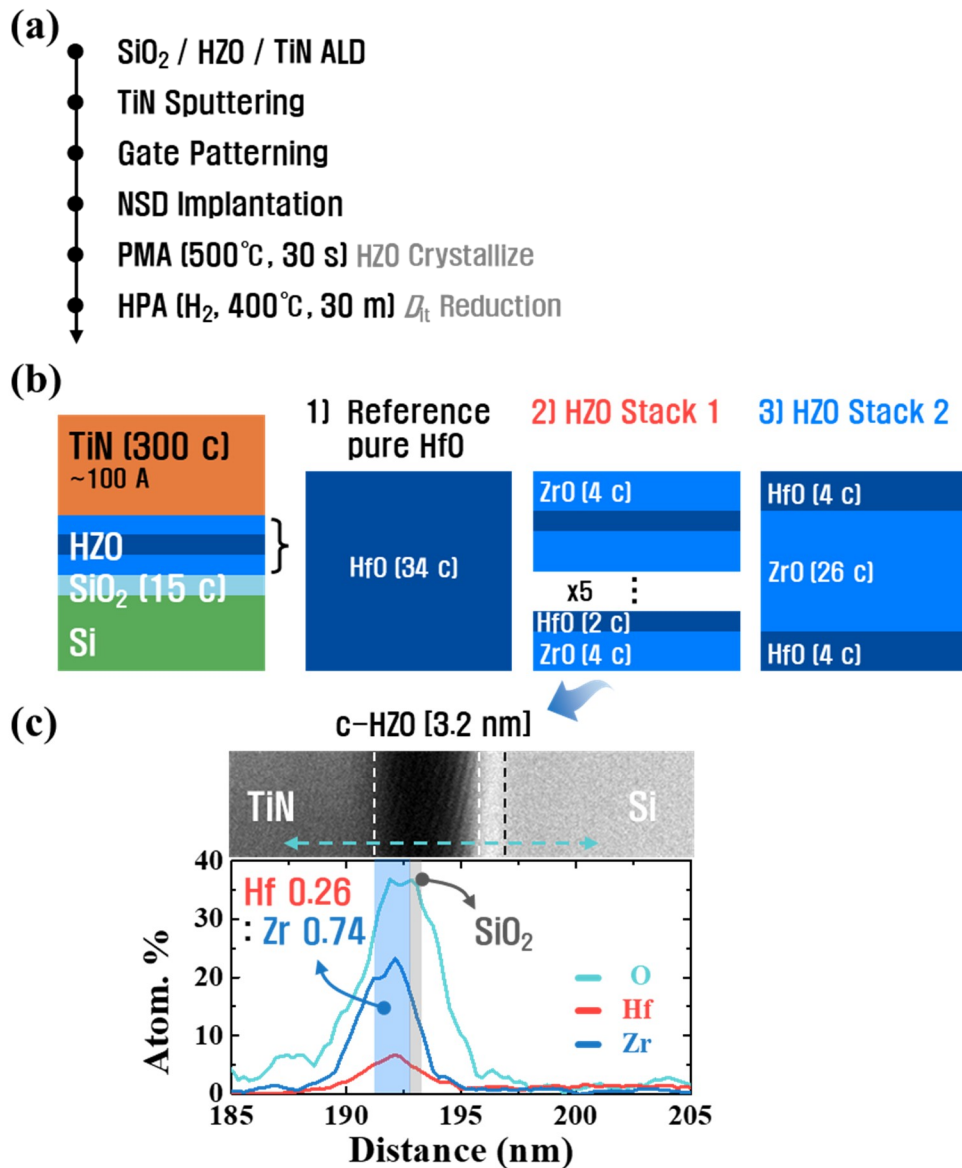 (a)
SiO₂ / HZO / TiN ALD
TiN Sputtering
Gate Patterning
NSD Implantation
PMA (500℃, 30 s) HZO Crystallize
HPA (H₂, 400℃, 30 m) Dit Reduction
(b)
TiN (300 c)
~100 A
HZO
SiO₂ (15 c)
Si
1) Reference
pure HfO
HfO (34 c)
2) HZO Stack 1
ZrO (4 c)
x5 ⋮
HfO (2 c)
ZrO (4 c)
3) HZO Stack 2
HfO (4 c)
ZrO (26 c)
HfO (4 c)
(c)
c-HZO [3.2 nm]
TiN
Si
Hf 0.26
: Zr 0.74
SiO₂
O
Hf
Zr
Atom. %
40
30
20
10
0
185 190 195 200 205
Distance (nm)